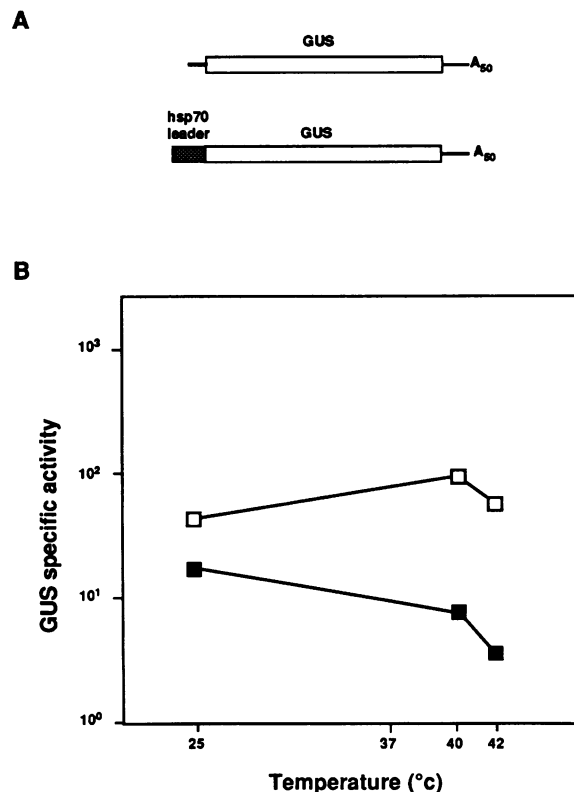 A
GUS
A50
hsp70
leader
GUS
A50
B
GUS specific activity
10³
10²
10¹
10⁰
25
37
40
42
Temperature (°c)